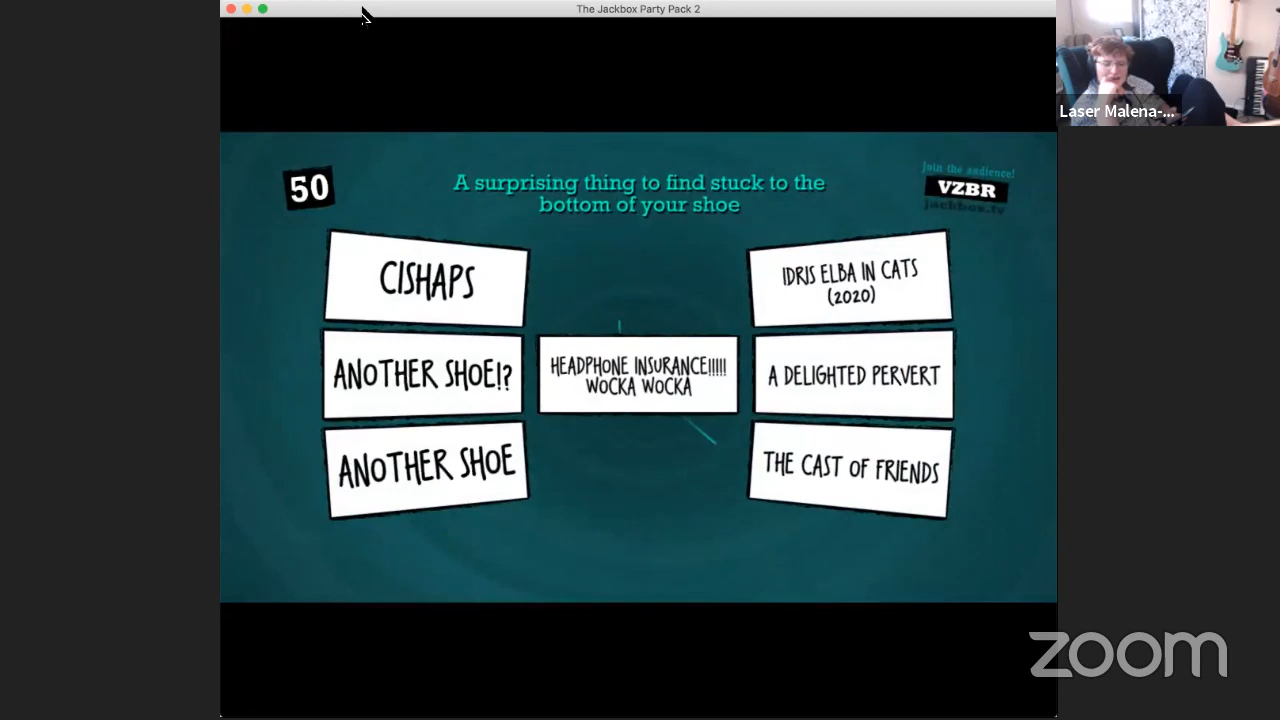 The Jackbox Party Pack 2
Laser Malena-...
50
A surprising thing to find stuck to the
bottom of your shoe
Join the audience!
VZBR
jackbox.tv
CISHAPS
IDRIS ELBA IN CATS
(2020)
ANOTHER SHOE!?
HEADPHONE INSURANCE!!!!!
WOCKA WOCKA
A DELIGHTED PERVERT
ANOTHER SHOE
THE CAST OF FRIENDS
zoom